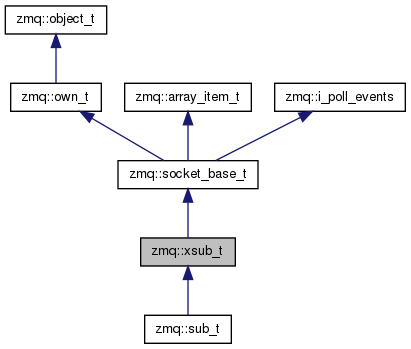 zmq::object_t
zmq::own_t
zmq::array_item_t
zmq::i_poll_events
zmq::socket_base_t
zmq::xsub_t
zmq::sub_t